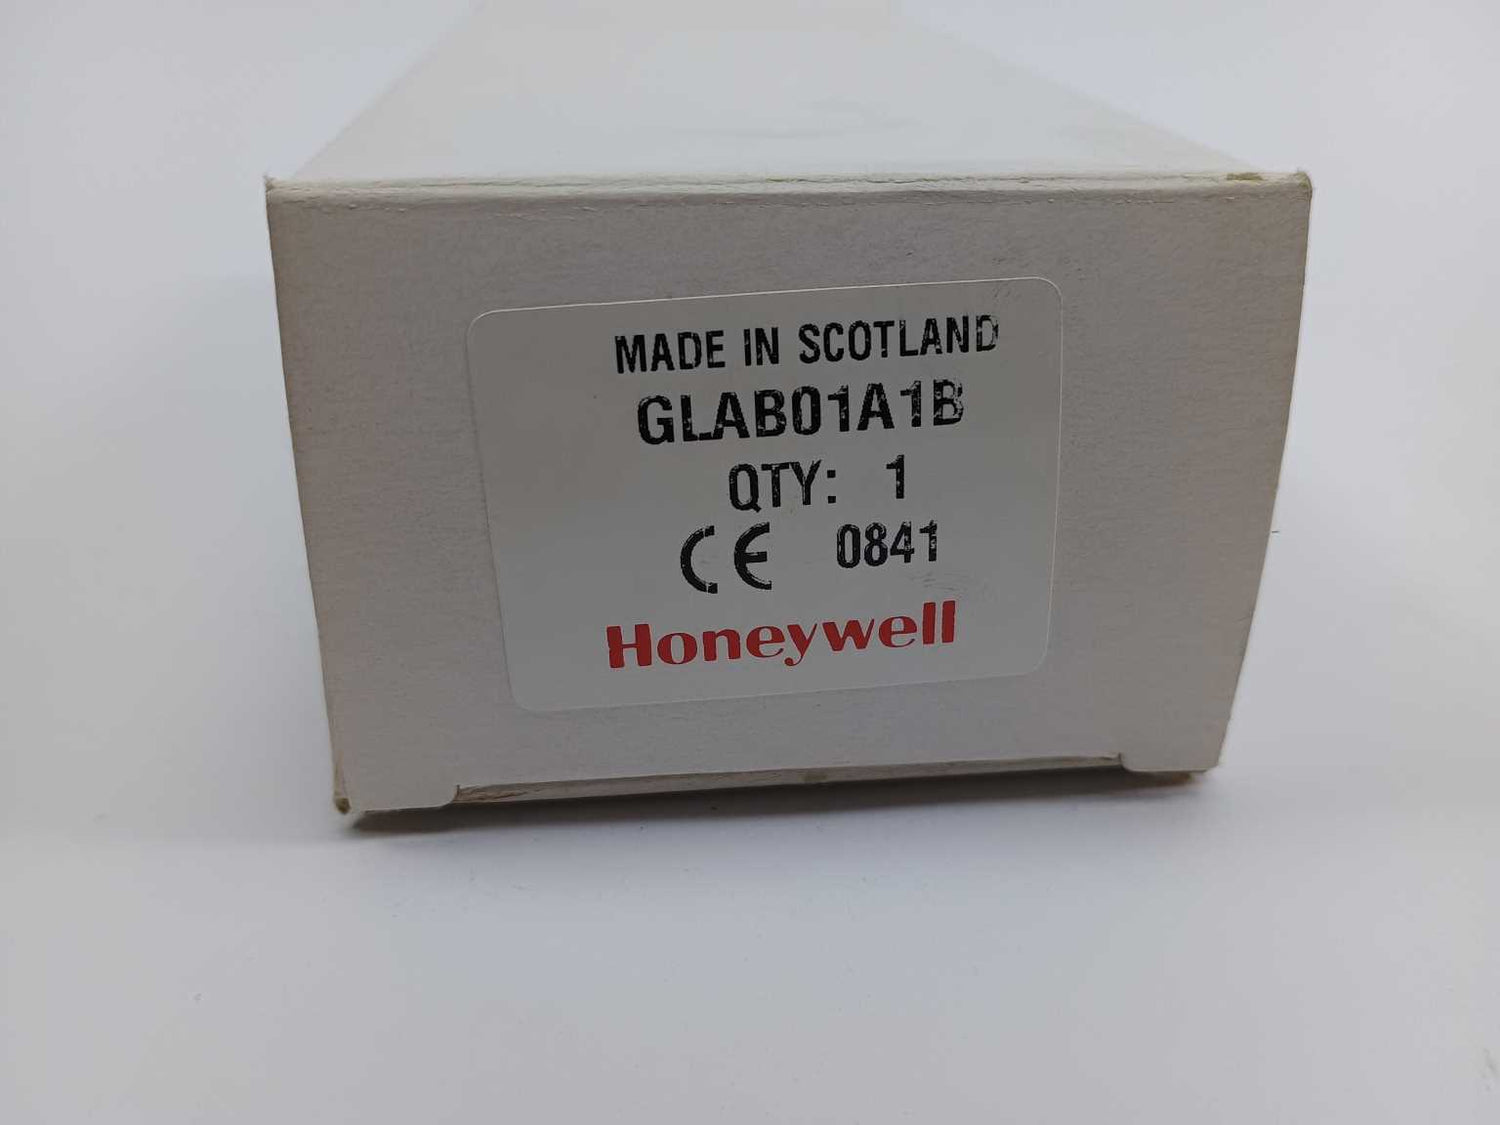 MADE IN SCOTLAND
GLAB01A1B
QTY: 1
CE 0841
Honeywell